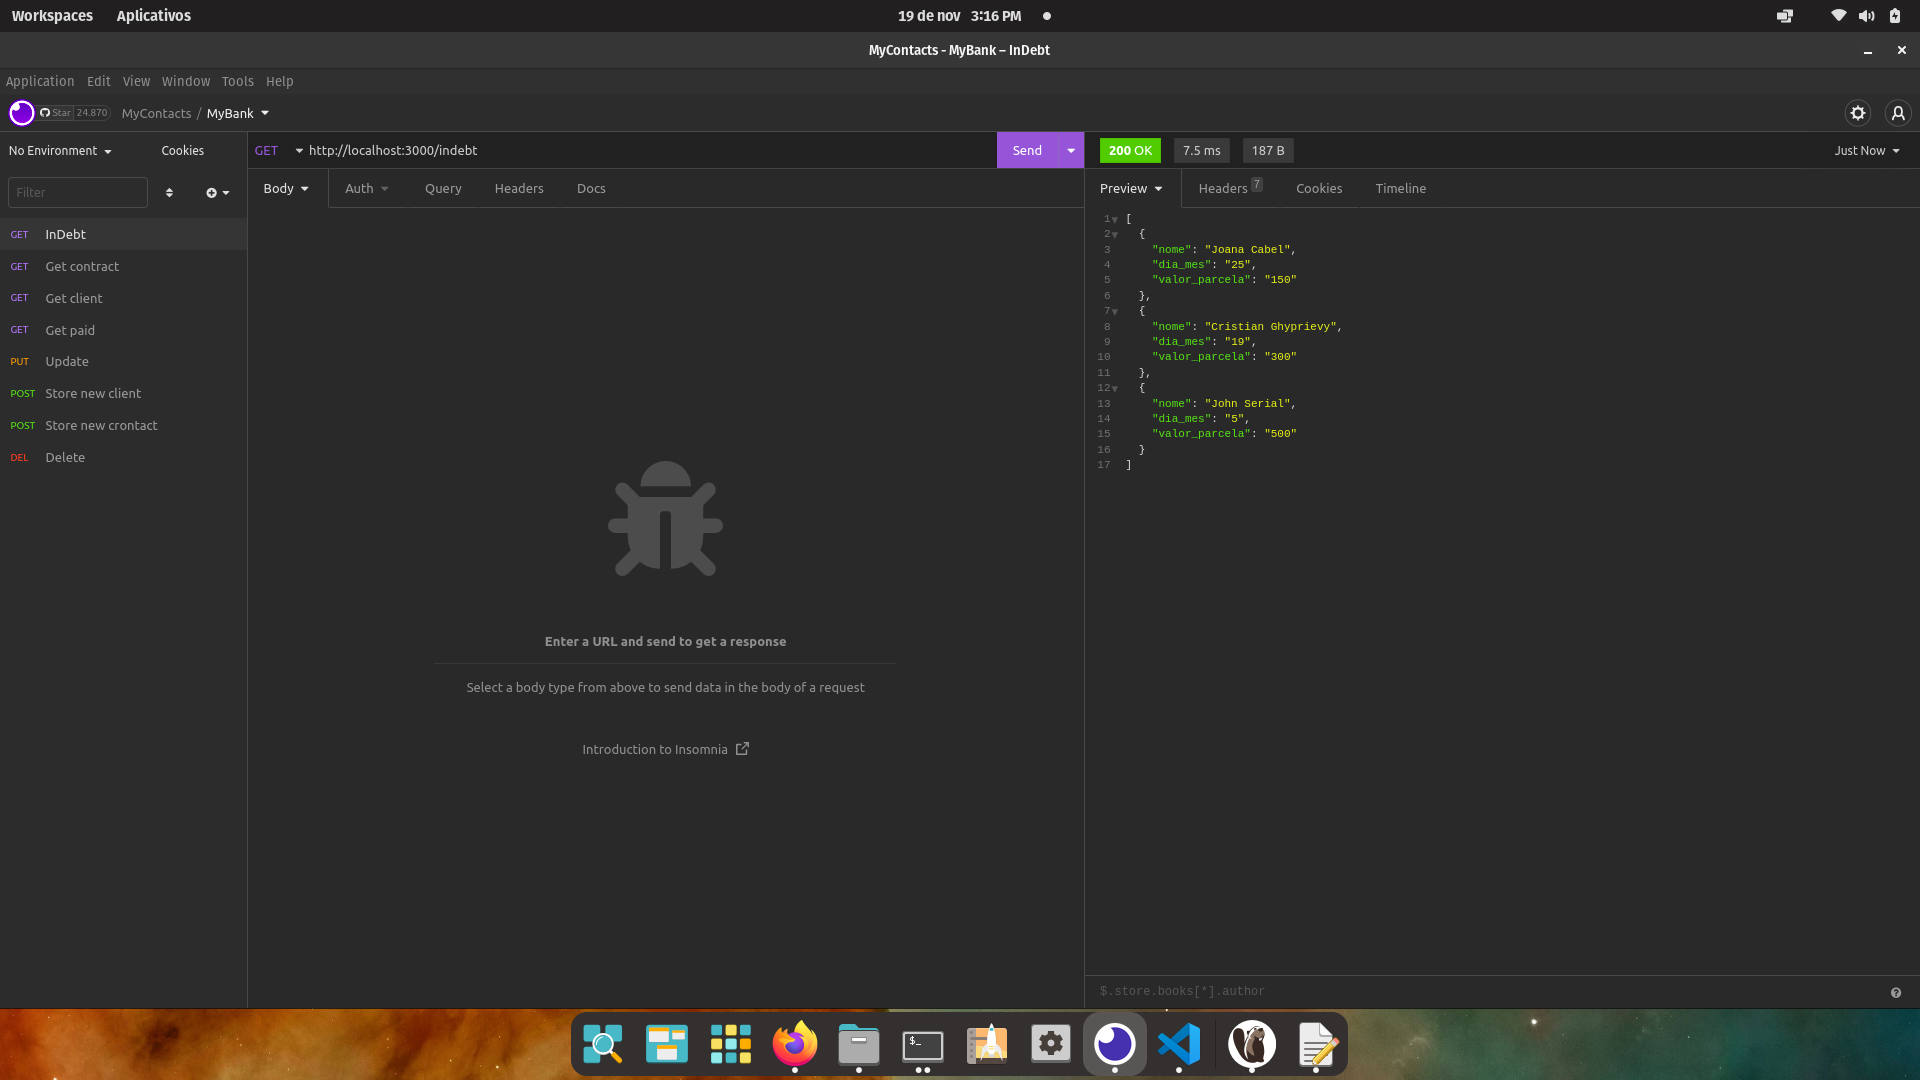 Workspaces Aplicativos 19 de nov 3:16 PM
MyContacts - MyBank – InDebt
Application Edit View Window Tools Help
Star 24.870 MyContacts / MyBank
No Environment Cookies
GET http://localhost:3000/indebt Send
200 OK 7.5 ms 187 B Just Now
Filter
Body Auth Query Headers Docs
Preview Headers 7 Cookies Timeline
GET InDebt
GET Get contract
GET Get client
GET Get paid
PUT Update
POST Store new client
POST Store new crontact
DEL Delete
Enter a URL and send to get a response
Select a body type from above to send data in the body of a request
Introduction to Insomnia
1 [
2 {
3 "nome": "Joana Cabel",
4 "dia_mes": "25",
5 "valor_parcela": "150"
6 },
7 {
8 "nome": "Cristian Ghyprievy",
9 "dia_mes": "19",
10 "valor_parcela": "300"
11 },
12 {
13 "nome": "John Serial",
14 "dia_mes": "5",
15 "valor_parcela": "500"
16 }
17 ]
$.store.books[*].author
$_